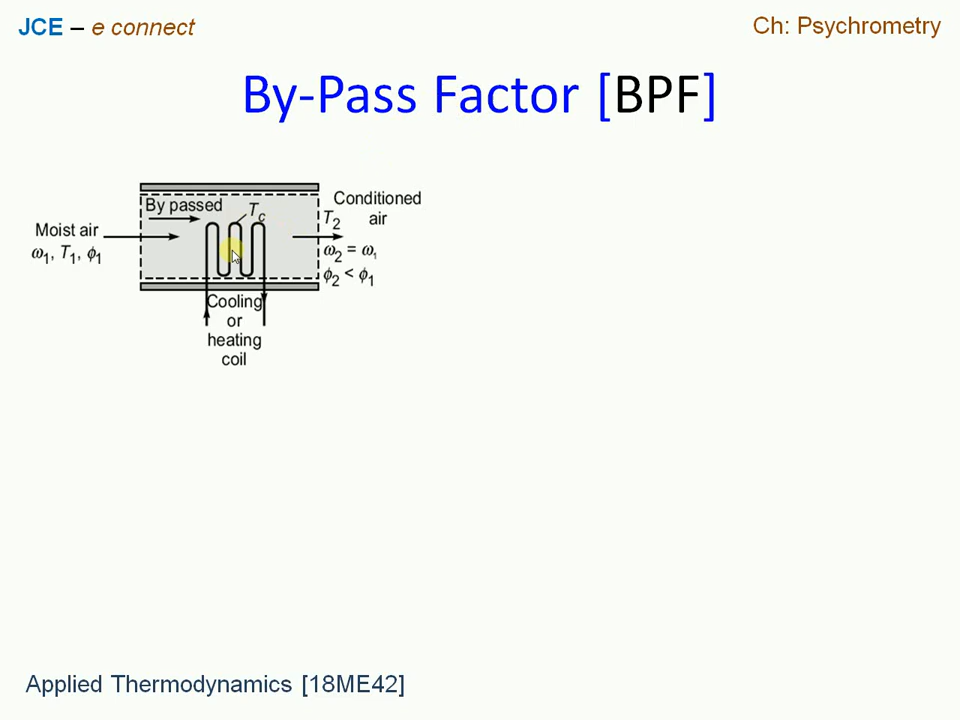 JCE – e connect
Ch: Psychrometry
By-Pass Factor [BPF]
By passed
T_c
Moist air
ω₁, T₁, ϕ₁
Conditioned
air
T₂
ω₂ = ω₁
ϕ₂ < ϕ₁
Cooling
or
heating
coil
Applied Thermodynamics [18ME42]